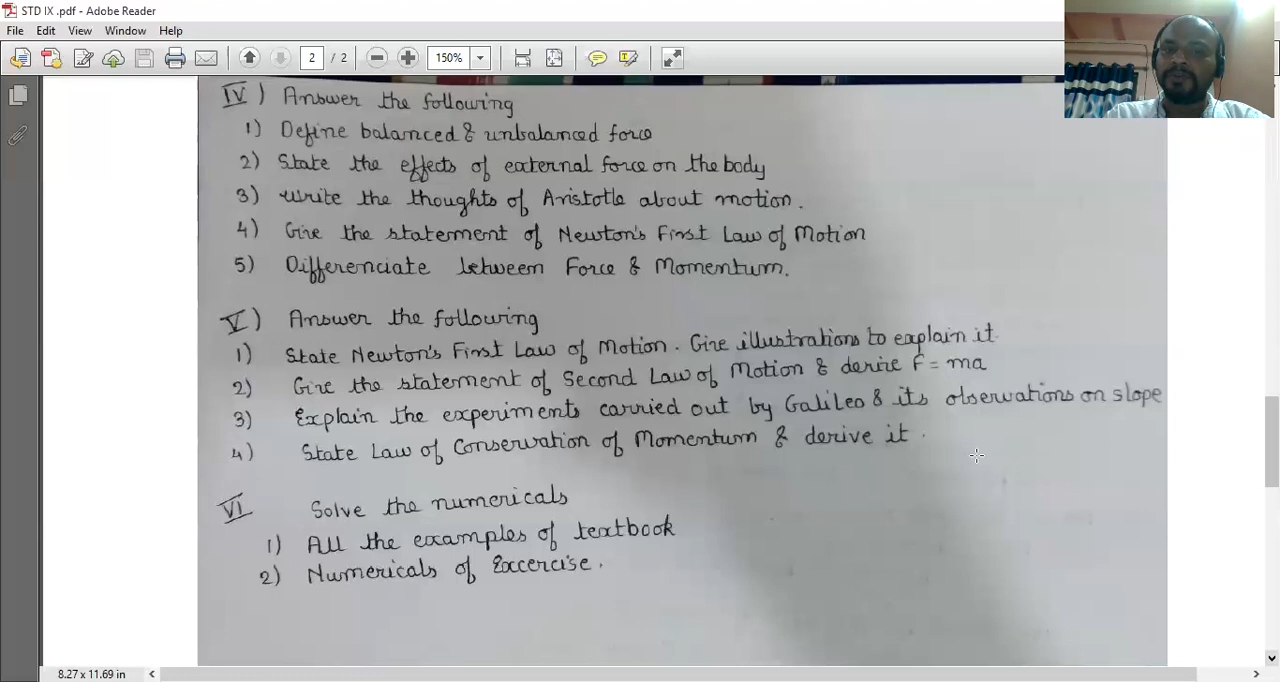 STD IX .pdf - Adobe Reader
File Edit View Window Help
2 / 2 150%
IV) Answer the following
1) Define balanced & unbalanced force
2) State the effects of external force on the body
3) Write the thoughts of Aristotle about motion.
4) Give the statement of Newton's First Law of Motion
5) Differenciate between Force & Momentum.
V) Answer the following
1) State Newton's First Law of Motion. Give illustrations to explain it.
2) Give the statement of Second Law of Motion & derive F = ma
3) Explain the experiments carried out by Galileo & its observations on slope
4) State Law of Conservation of Momentum & derive it.
VI Solve the numericals
1) All the examples of textbook
2) Numericals of Excercise.
8.27 x 11.69 in